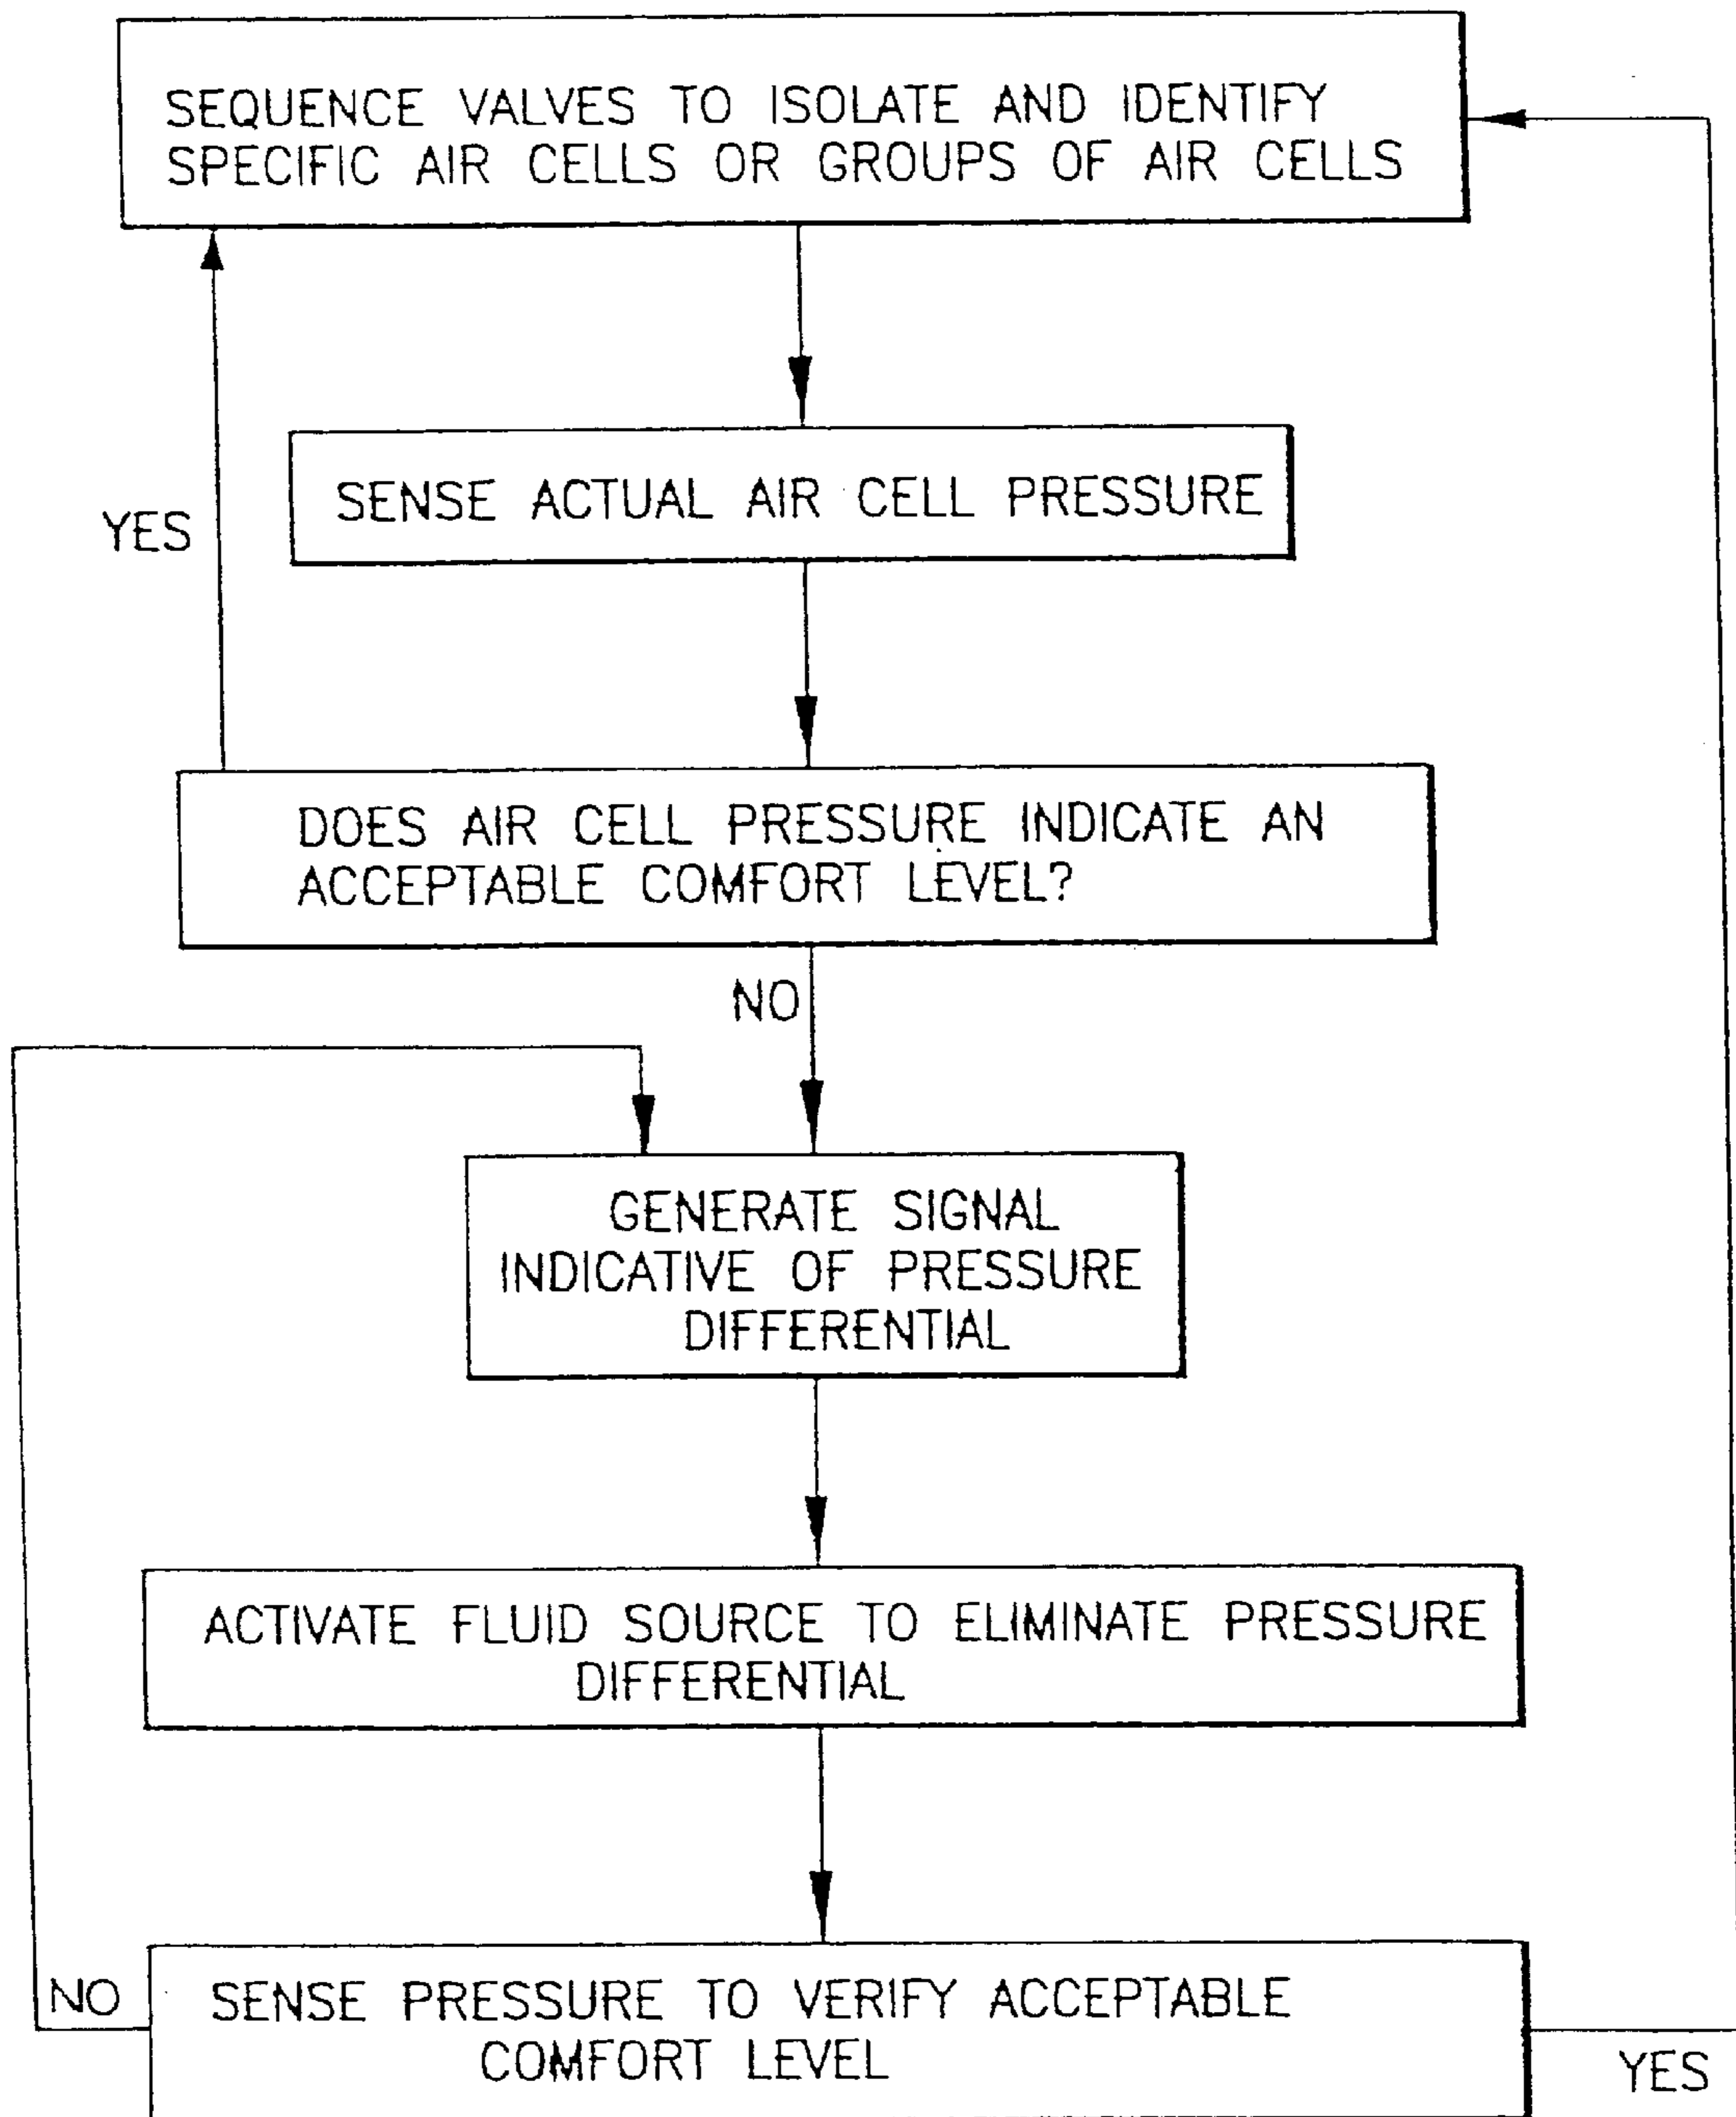 SEQUENCE VALVES TO ISOLATE AND IDENTIFY
SPECIFIC AIR CELLS OR GROUPS OF AIR CELLS
SENSE ACTUAL AIR CELL PRESSURE
YES
DOES AIR CELL PRESSURE INDICATE AN
ACCEPTABLE COMFORT LEVEL?
NO
GENERATE SIGNAL
INDICATIVE OF PRESSURE
DIFFERENTIAL
ACTIVATE FLUID SOURCE TO ELIMINATE PRESSURE
DIFFERENTIAL
NO
SENSE PRESSURE TO VERIFY ACCEPTABLE
COMFORT LEVEL
YES